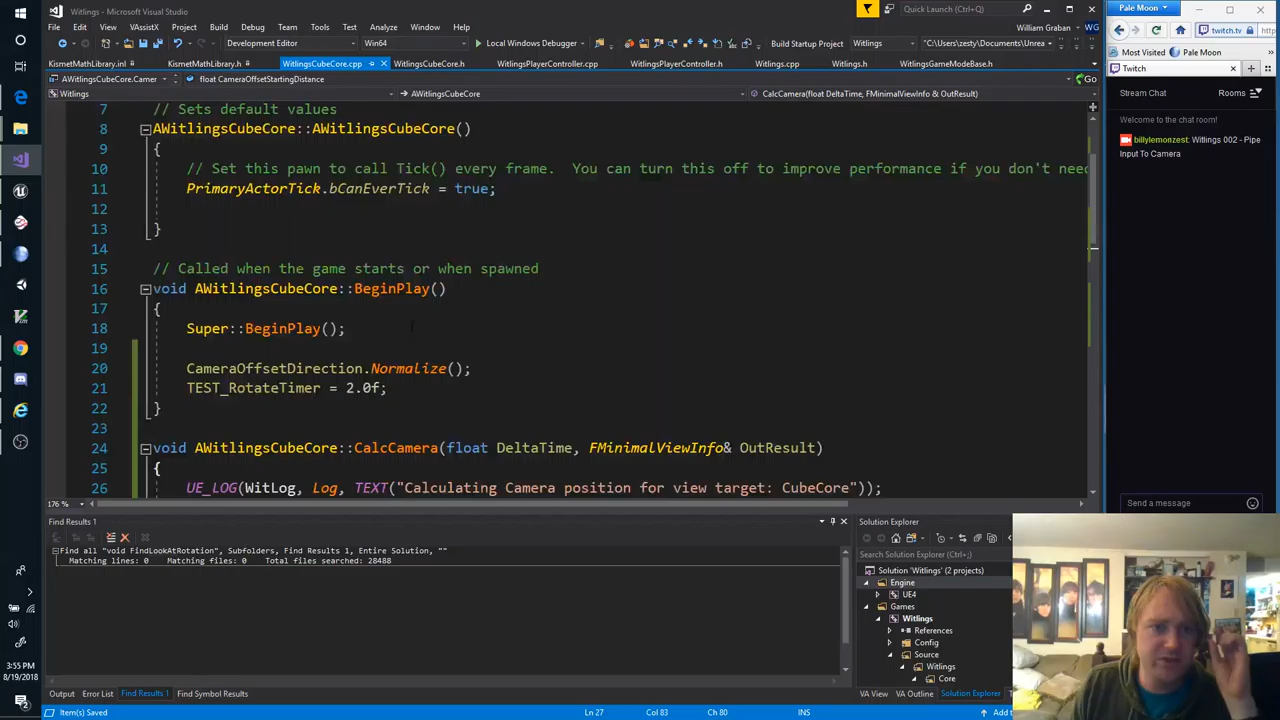 Witlings - Microsoft Visual Studio
Quick Launch (Ctrl+Q)
File Edit View VAssistX Project Build Debug Team Tools Test Analyze Window Help
William Graban
WG
Development Editor
Win64
Local Windows Debugger
Build Startup Project
Witlings
"C:\Users\zesty\Documents\Unrea
KismetMathLibrary.inl
KismetMathLibrary.h
WitlingsCubeCore.cpp
WitlingsCubeCore.h
WitlingsPlayerController.cpp
WitlingsPlayerController.h
Witlings.cpp
Witlings.h
WitlingsGameModeBase.h
AWitlingsCubeCore.Camer
float CameraOffsetStartingDistance
Go
Witlings
AWitlingsCubeCore
CalcCamera(float DeltaTime, FMinimalViewInfo & OutResult)
7 // Sets default values
8 AWitlingsCubeCore::AWitlingsCubeCore()
9 {
10 // Set this pawn to call Tick() every frame.  You can turn this off to improve performance if you don't need
11 PrimaryActorTick.bCanEverTick = true;
12
13 }
14
15 // Called when the game starts or when spawned
16 void AWitlingsCubeCore::BeginPlay()
17 {
18 Super::BeginPlay();
19
20 CameraOffsetDirection.Normalize();
21 TEST_RotateTimer = 2.0f;
22 }
23
24 void AWitlingsCubeCore::CalcCamera(float DeltaTime, FMinimalViewInfo& OutResult)
25 {
26 UE_LOG(WitLog, Log, TEXT("Calculating Camera position for view target: CubeCore"));
176 %
Find Results 1
Find all "void FindLookAtRotation", Subfolders, Find Results 1, Entire Solution, ""
Matching lines: 0    Matching files: 0    Total files searched: 28488
Output
Error List
Find Results 1
Find Symbol Results
Solution Explorer
Search Solution Explorer (Ctrl+;)
Solution 'Witlings' (2 projects)
Engine
UE4
Games
Witlings
References
Config
Source
Witlings
Core
VA View
VA Outline
Solution Explorer
Item(s) Saved
Ln 27
Col 83
Ch 80
INS
Add to
3:55 PM
8/19/2018
2
Pale Moon
twitch.tv
http
Most Visited
Pale Moon
Twitch
Stream Chat
Rooms
Welcome to the chat room!
billylemonzest: Witlings 002 - Pipe
Input To Camera
Send a message